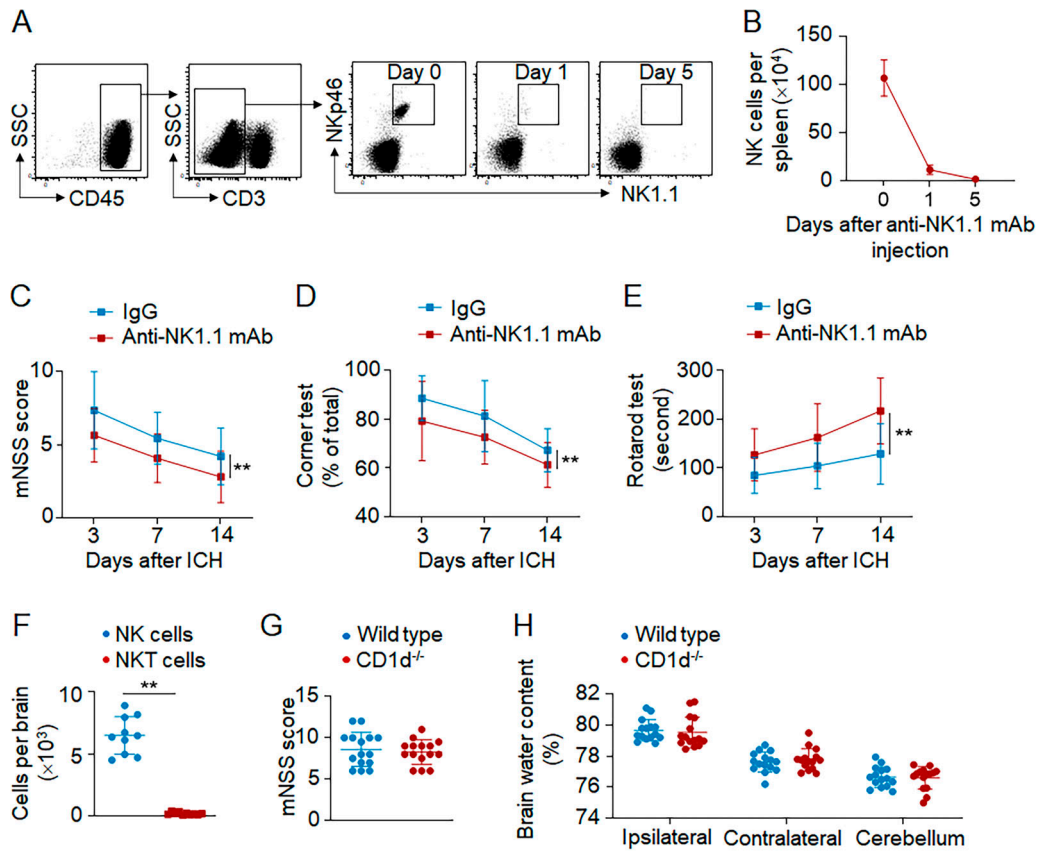 A
SSC
CD45
SSC
CD3
NKp46
Day 0
Day 1
Day 5
NK1.1
B
NK cells per
spleen (×10⁴)
150
100
50
0
0 1 5
Days after anti-NK1.1 mAb
injection
C
IgG
Anti-NK1.1 mAb
mNSS score
10
5
0
**
3 7 14
Days after ICH
D
IgG
Anti-NK1.1 mAb
Corner test
(% of total)
100
80
60
40
**
3 7 14
Days after ICH
E
IgG
Anti-NK1.1 mAb
Rotarod test
(second)
300
200
100
0
**
3 7 14
Days after ICH
F
NK cells
NKT cells
Cells per brain
(×10³)
10
5
0
**
G
Wild type
CD1d⁻/⁻
mNSS score
15
10
5
0
H
Wild type
CD1d⁻/⁻
Brain water content
(%)
82
80
78
76
74
Ipsilateral Contralateral Cerebellum